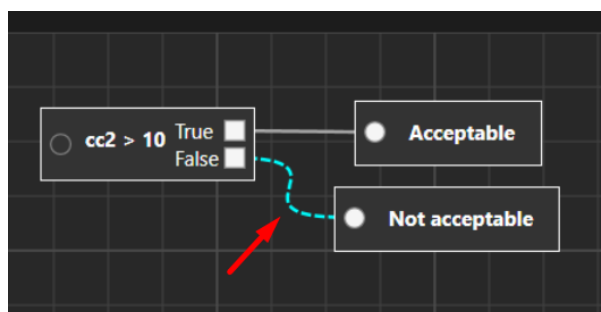 cc2 > 10
True
False
Acceptable
Not acceptable